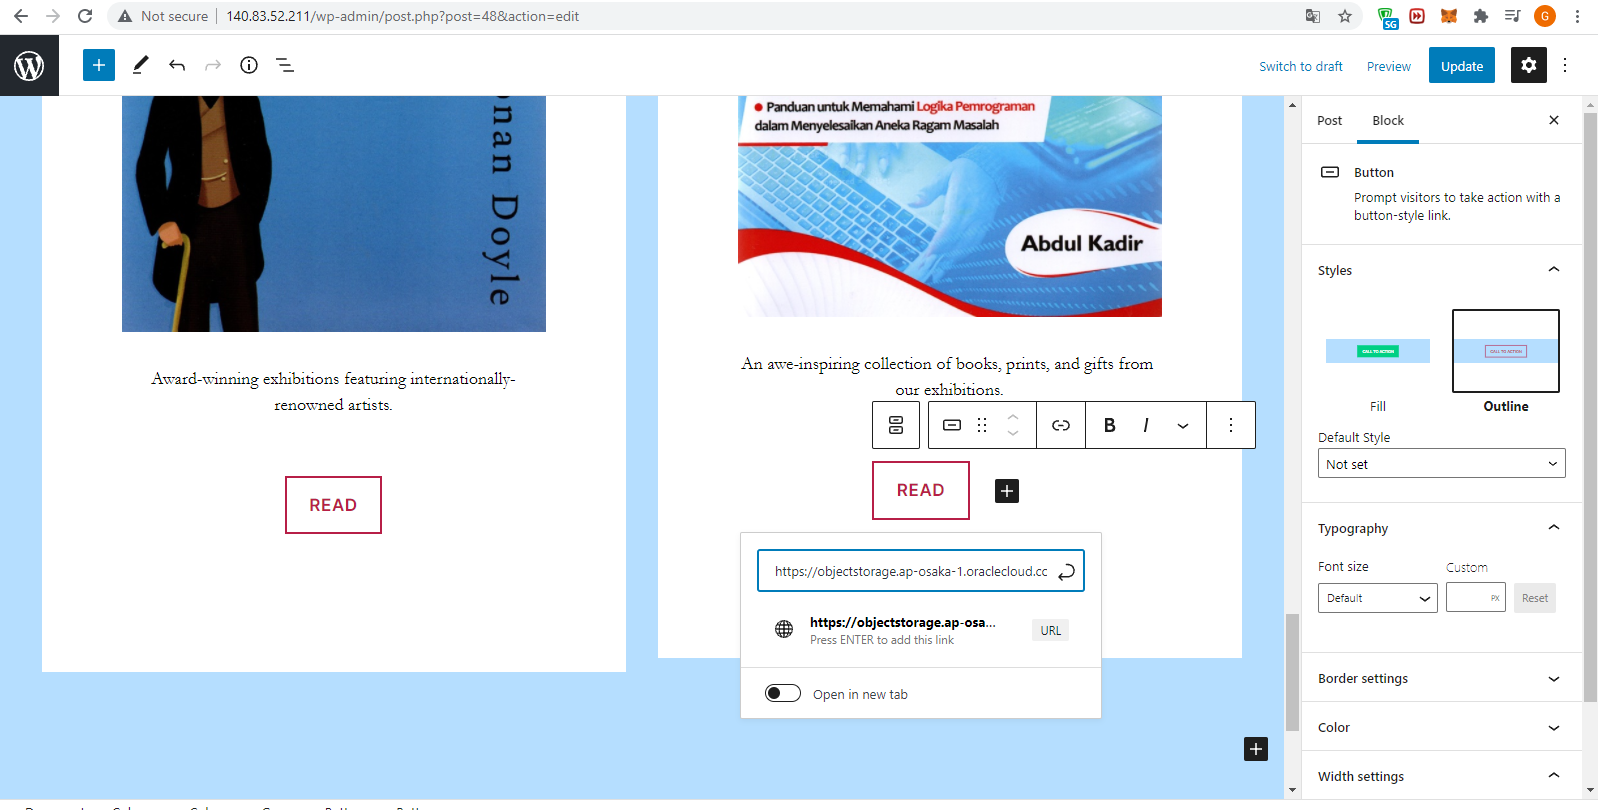 Not secure 140.83.52.211/wp-admin/post.php?post=48&action=edit
SG
G
Switch to draft
Preview
Update
onan Doyle
Panduan untuk Memahami Logika Pemrograman
dalam Menyelesaikan Aneka Ragam Masalah
Abdul Kadir
Award-winning exhibitions featuring internationally-
renowned artists.
READ
An awe-inspiring collection of books, prints, and gifts from
our exhibitions.
B I
READ
https://objectstorage.ap-osaka-1.oraclecloud.cc
https://objectstorage.ap-osa...
Press ENTER to add this link
URL
Open in new tab
Post
Block
Button
Prompt visitors to take action with a
button-style link.
Styles
CALL TO ACTION
CALL TO ACTION
Fill
Outline
Default Style
Not set
Typography
Font size
Custom
Default
PX
Reset
Border settings
Color
Width settings